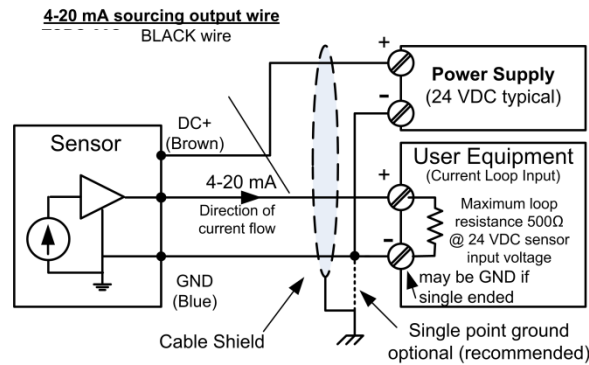 4-20 mA sourcing output wire
BLACK wire
+
Power Supply
-
(24 VDC typical)
Sensor
DC+
(Brown)
User Equipment
(Current Loop Input)
4-20 mA
+
Direction of
current flow
Maximum loop
resistance 500Ω
@ 24 VDC sensor
input voltage
-
GND
(Blue)
may be GND if
single ended
Cable Shield
Single point ground
optional (recommended)